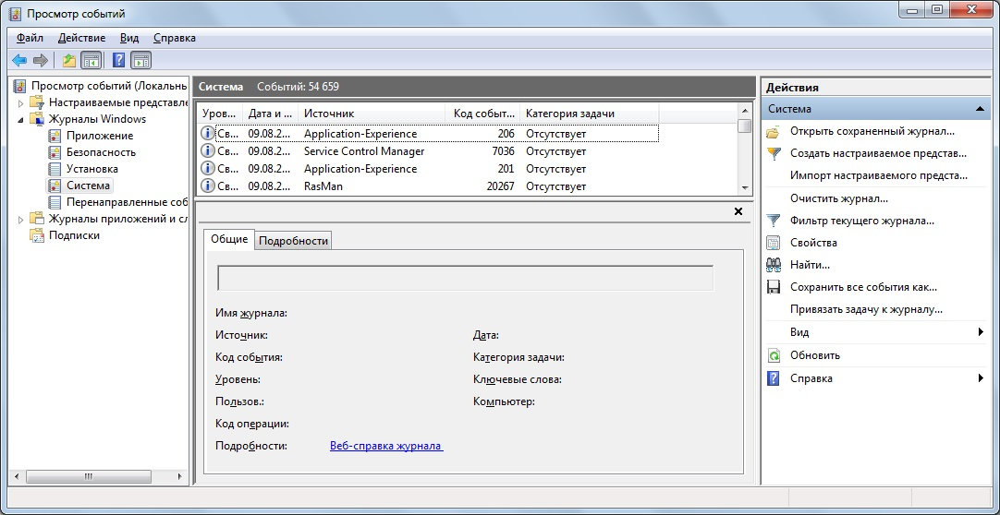 Просмотр событий
Файл Действие Вид Справка
Просмотр событий (Локальнь
Настраиваемые представле
Журналы Windows
Приложение
Безопасность
Установка
Система
Перенаправленные соб
Журналы приложений и сл
Подписки
Система Событий: 54 659
Уров... Дата и ... Источник Код событ... Категория задачи
Св... 09.08.2... Application-Experience 206 Отсутствует
Св... 09.08.2... Service Control Manager 7036 Отсутствует
Св... 09.08.2... Application-Experience 201 Отсутствует
Св... 09.08.2... RasMan 20267 Отсутствует
Общие Подробности
Имя журнала:
Источник: Дата:
Код события: Категория задачи:
Уровень: Ключевые слова:
Пользов.: Компьютер:
Код операции:
Подробности: Веб-справка журнала
Действия
Система
Открыть сохраненный журнал...
Создать настраиваемое представ...
Импорт настраиваемого предста...
Очистить журнал...
Фильтр текущего журнала...
Свойства
Найти...
Сохранить все события как...
Привязать задачу к журналу...
Вид
Обновить
Справка